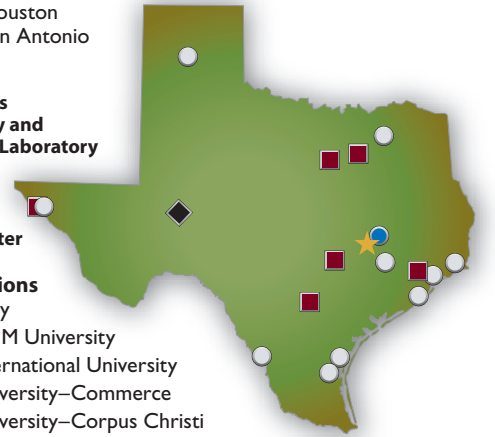 ouston
n Antonio
s
y and
Laboratory
ter
ions
y
M University
ernational University
versity–Commerce
versity–Corpus Christi